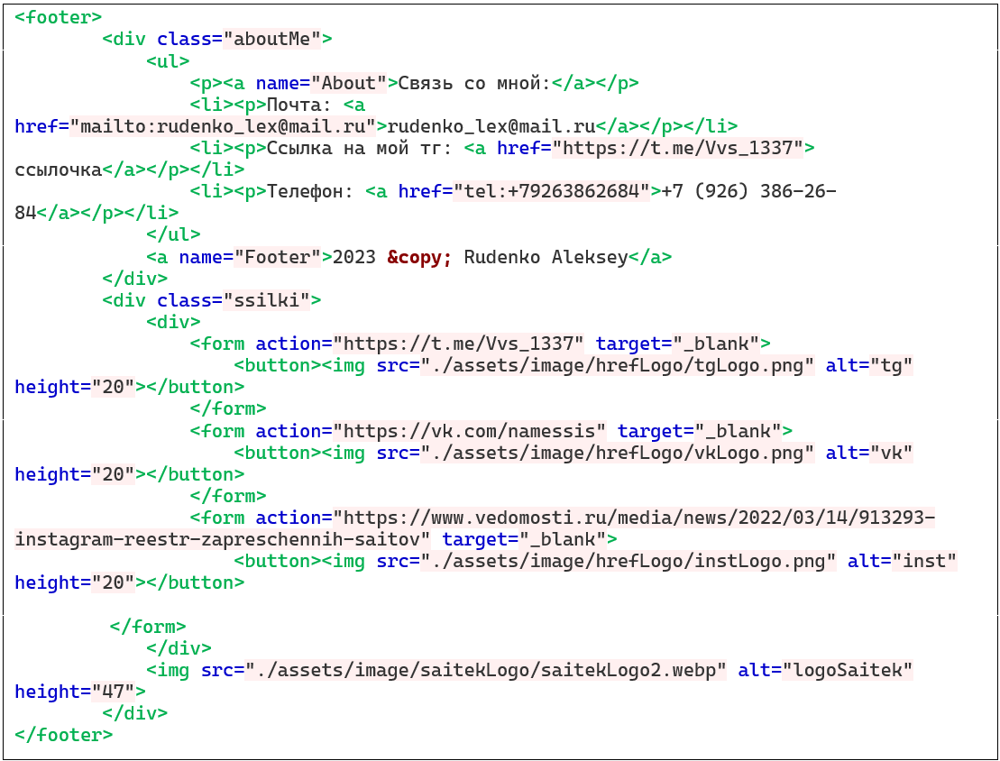 <footer>
<div class="aboutMe">
<ul>
<p><a name="About">Связь со мной:</a></p>
<li><p>Почта: <a
href="mailto:rudenko_lex@mail.ru">rudenko_lex@mail.ru</a></p></li>
<li><p>Ссылка на мой тг: <a href="https://t.me/Vvs_1337">
ссылочка</a></p></li>
<li><p>Телефон: <a href="tel:+79263862684">+7 (926) 386-26-
84</a></p></li>
</ul>
<a name="Footer">2023 &copy; Rudenko Aleksey</a>
</div>
<div class="ssilki">
<div>
<form action="https://t.me/Vvs_1337" target="_blank">
<button><img src="./assets/image/hrefLogo/tgLogo.png" alt="tg"
height="20"></button>
</form>
<form action="https://vk.com/namessis" target="_blank">
<button><img src="./assets/image/hrefLogo/vkLogo.png" alt="vk"
height="20"></button>
</form>
<form action="https://www.vedomosti.ru/media/news/2022/03/14/913293-
instagram-reestr-zapreschennih-saitov" target="_blank">
<button><img src="./assets/image/hrefLogo/instLogo.png" alt="inst"
height="20"></button>
</form>
</div>
<img src="./assets/image/saitekLogo/saitekLogo2.webp" alt="logoSaitek"
height="47">
</div>
</footer>